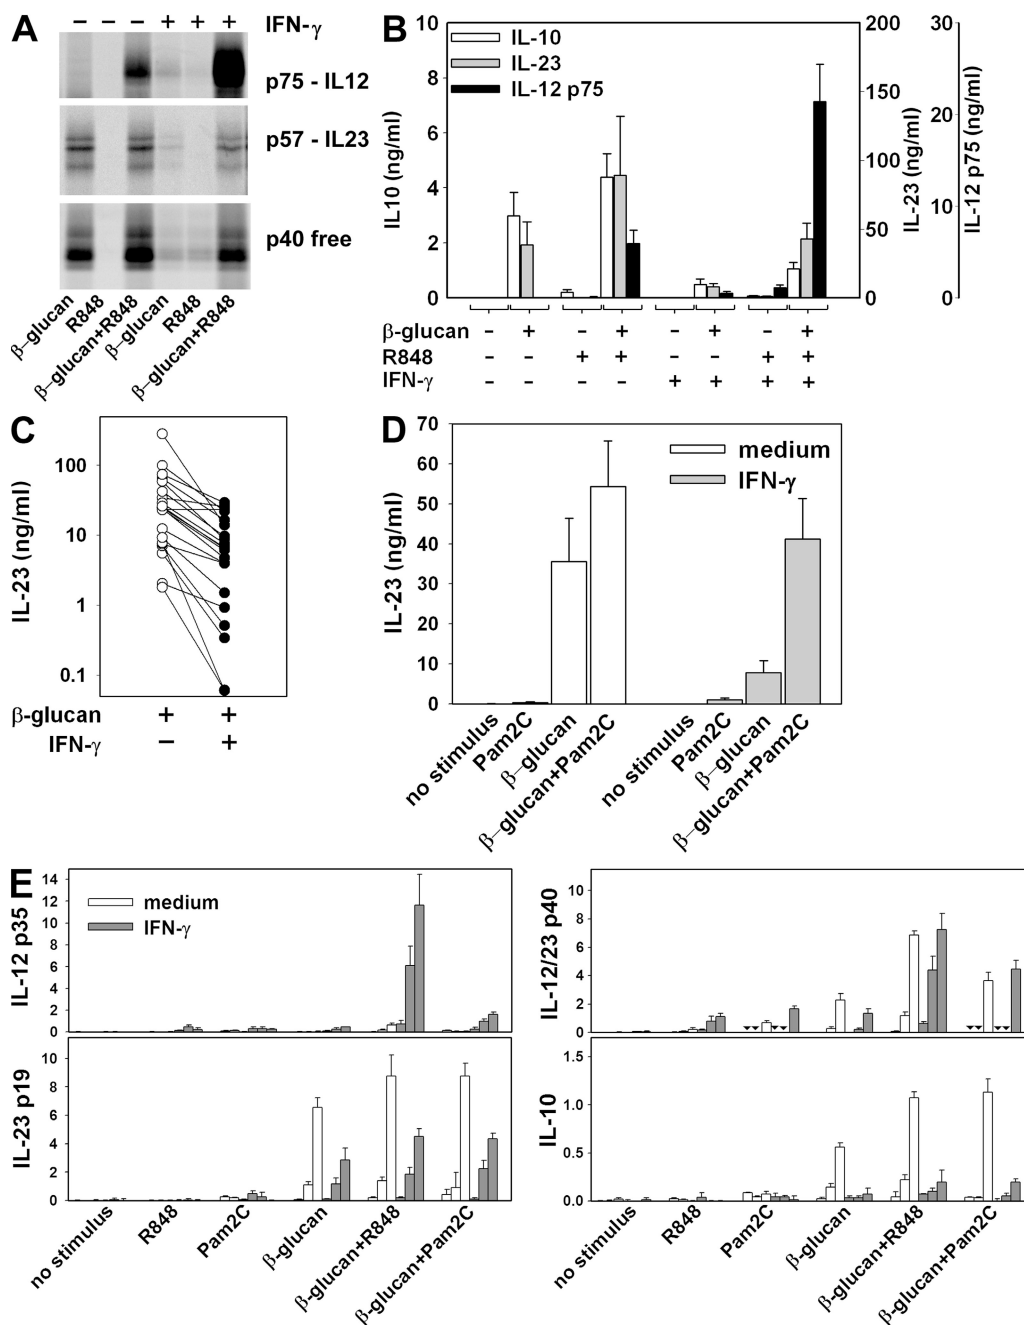 A
– – – + + + IFN-γ
p75 - IL12
p57 - IL23
p40 free
β-glucan
R848
β-glucan+R848
β-glucan
R848
β-glucan+R848
B
IL-10
IL-23
IL-12 p75
IL10 (ng/ml)
10
8
6
4
2
0
200
150
100
50
0
IL-23 (ng/ml)
30
20
10
0
IL-12 p75 (ng/ml)
β-glucan – + – + – + – +
R848 – – + + – – + +
IFN-γ – – – – + + + +
C
IL-23 (ng/ml)
100
10
1
0.1
β-glucan + +
IFN-γ – +
D
medium
IFN-γ
IL-23 (ng/ml)
70
60
50
40
30
20
10
0
no stimulus
Pam2C
β-glucan
β-glucan+Pam2C
no stimulus
Pam2C
β-glucan
β-glucan+Pam2C
E
medium
IFN-γ
IL-12 p35
14
12
10
8
6
4
2
0
IL-12/23 p40
10
8
6
4
2
0
IL-23 p19
10
8
6
4
2
0
IL-10
1.5
1.0
0.5
0.0
no stimulus
R848
Pam2C
β-glucan
β-glucan+R848
β-glucan+Pam2C
no stimulus
R848
Pam2C
β-glucan
β-glucan+R848
β-glucan+Pam2C